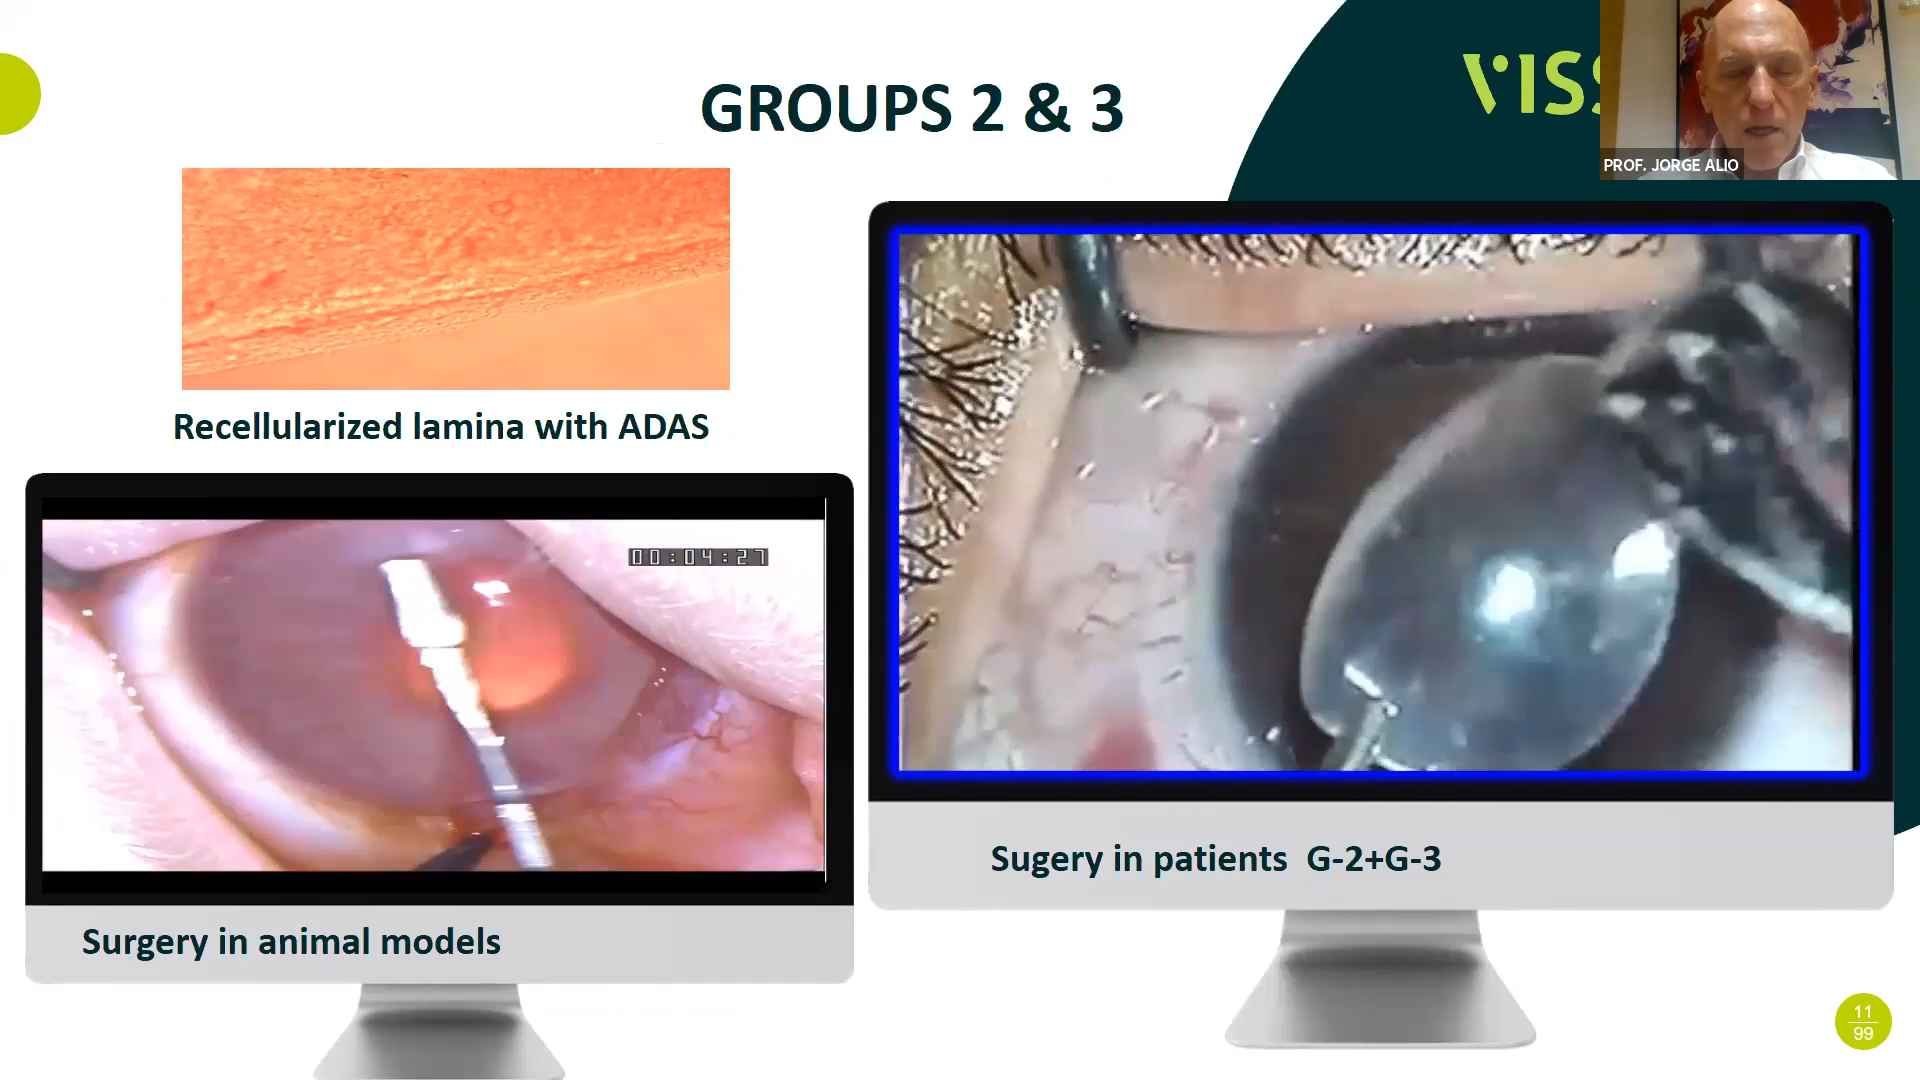 GROUPS 2 & 3
VISS
PROF. JORGE ALIO
Recellularized lamina with ADAS
00:04:27
Surgery in animal models
Sugery in patients G-2+G-3
11
99